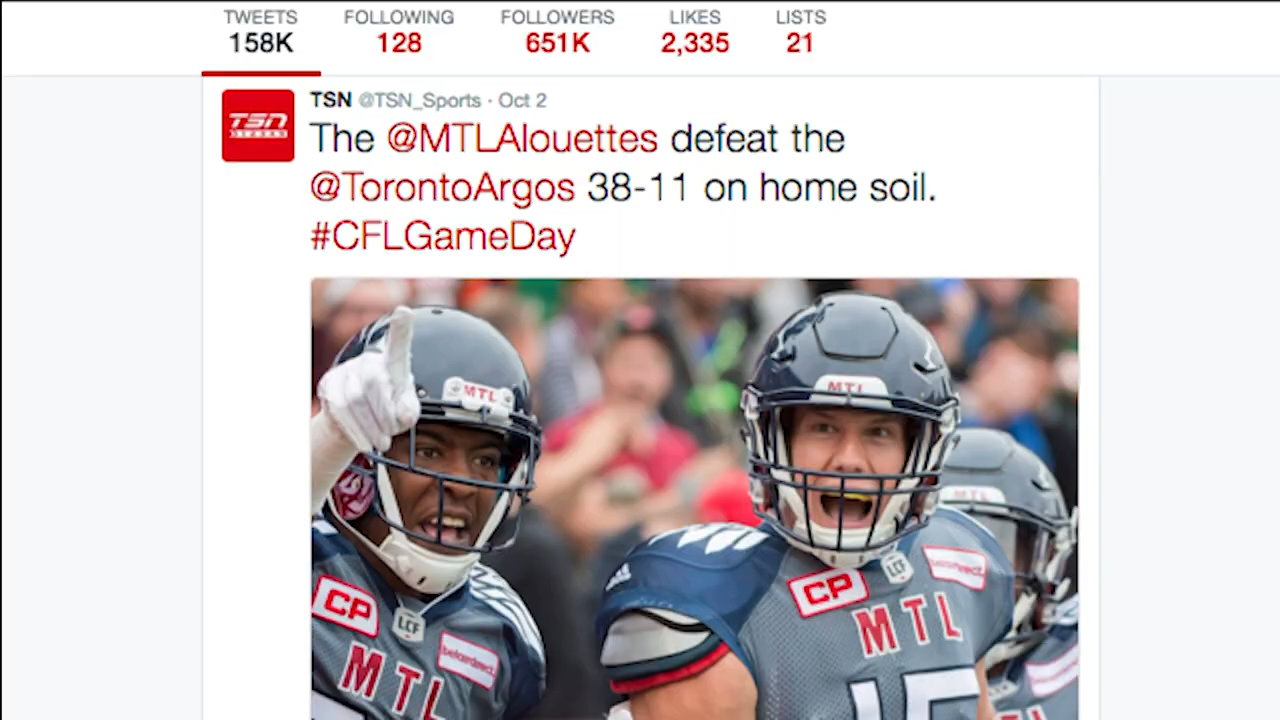 TWEETS FOLLOWING FOLLOWERS LIKES LISTS
158K 128 651K 2,335 21
TSN @TSN_Sports · Oct 2
TSN
The @MTLAlouettes defeat the
@TorontoArgos 38-11 on home soil.
#CFLGameDay
MTL
MTL
MTL
CP
LCF
MTL
CP
LCF
MTL